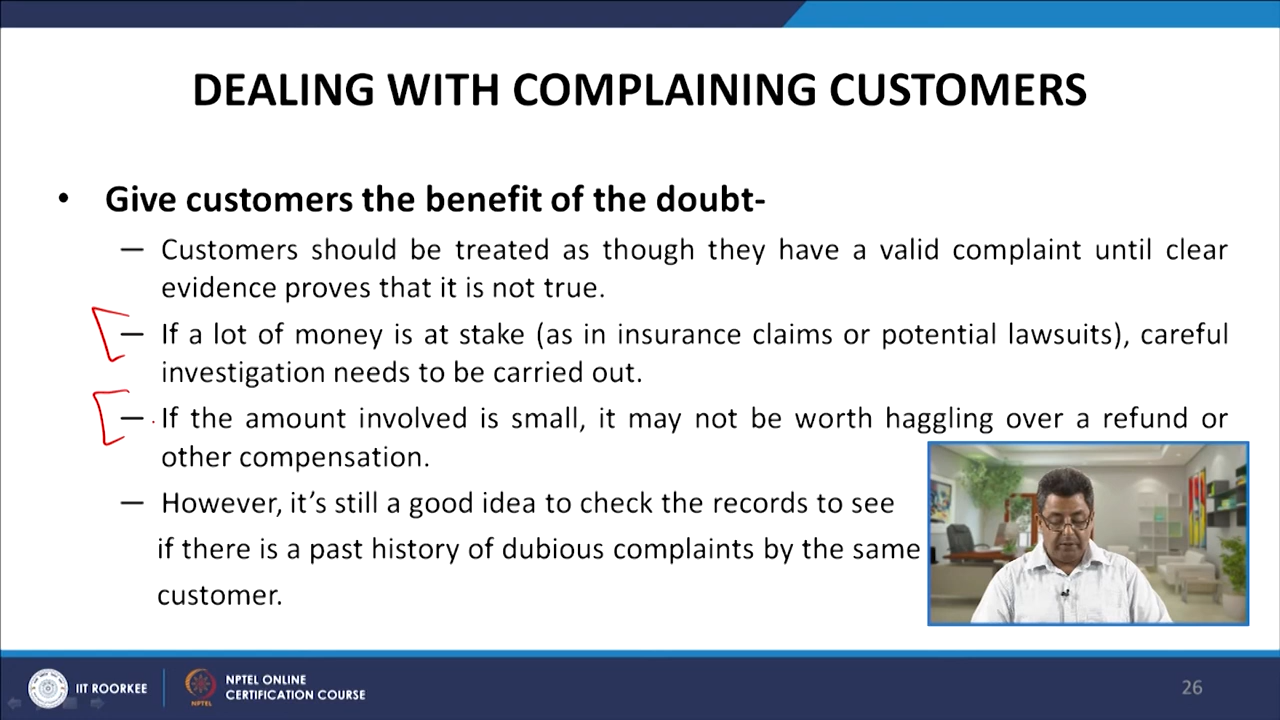 DEALING WITH COMPLAINING CUSTOMERS
• Give customers the benefit of the doubt-
— Customers should be treated as though they have a valid complaint until clear
evidence proves that it is not true.
— If a lot of money is at stake (as in insurance claims or potential lawsuits), careful
investigation needs to be carried out.
— If the amount involved is small, it may not be worth haggling over a refund or
other compensation.
— However, it’s still a good idea to check the records to see
if there is a past history of dubious complaints by the same
customer.
IIT ROORKEE
NPTEL
NPTEL ONLINE
CERTIFICATION COURSE
26